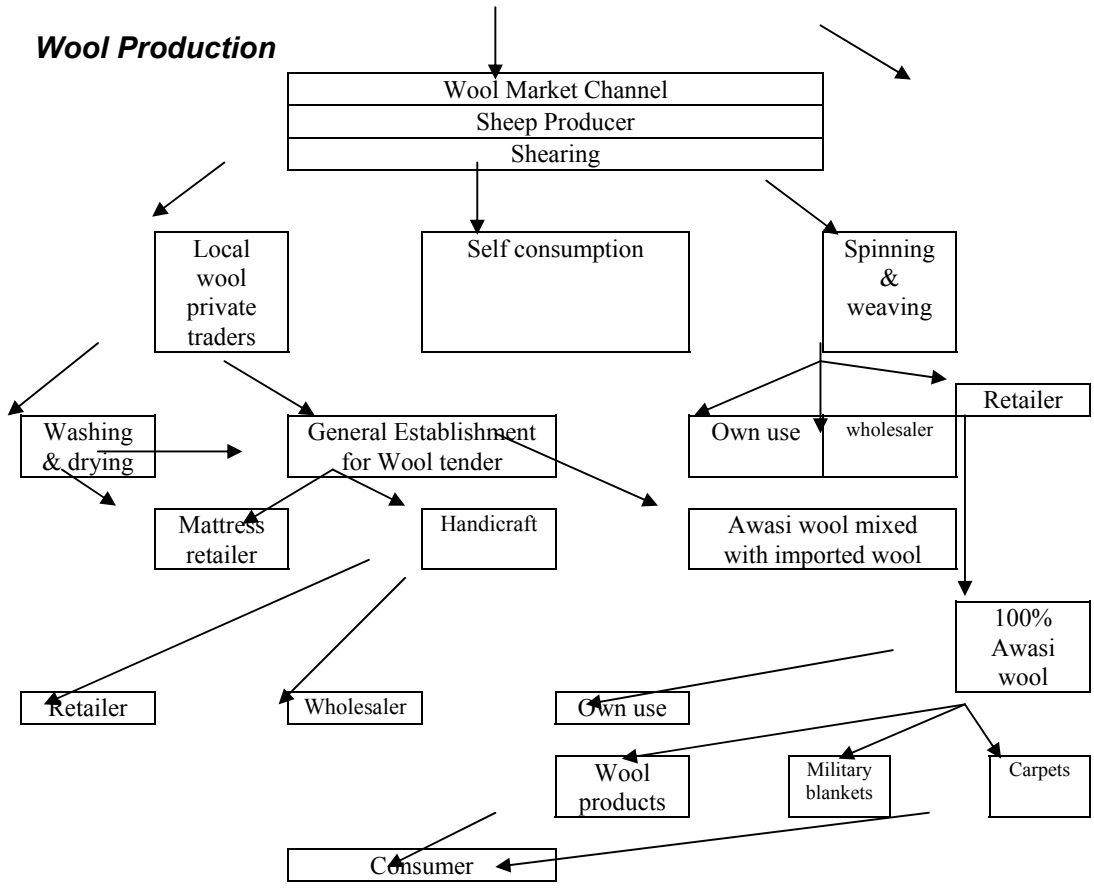 Wool Production
Wool Market Channel
Sheep Producer
Shearing
Local
wool
private
traders
Self consumption
Spinning
&
weaving
Retailer
Washing
& drying
General Establishment
for Wool tender
Own use
wholesaler
Mattress
retailer
Handicraft
Awasi wool mixed
with imported wool
100%
Awasi
wool
Retailer
Wholesaler
Own use
Wool
products
Military
blankets
Carpets
Consumer